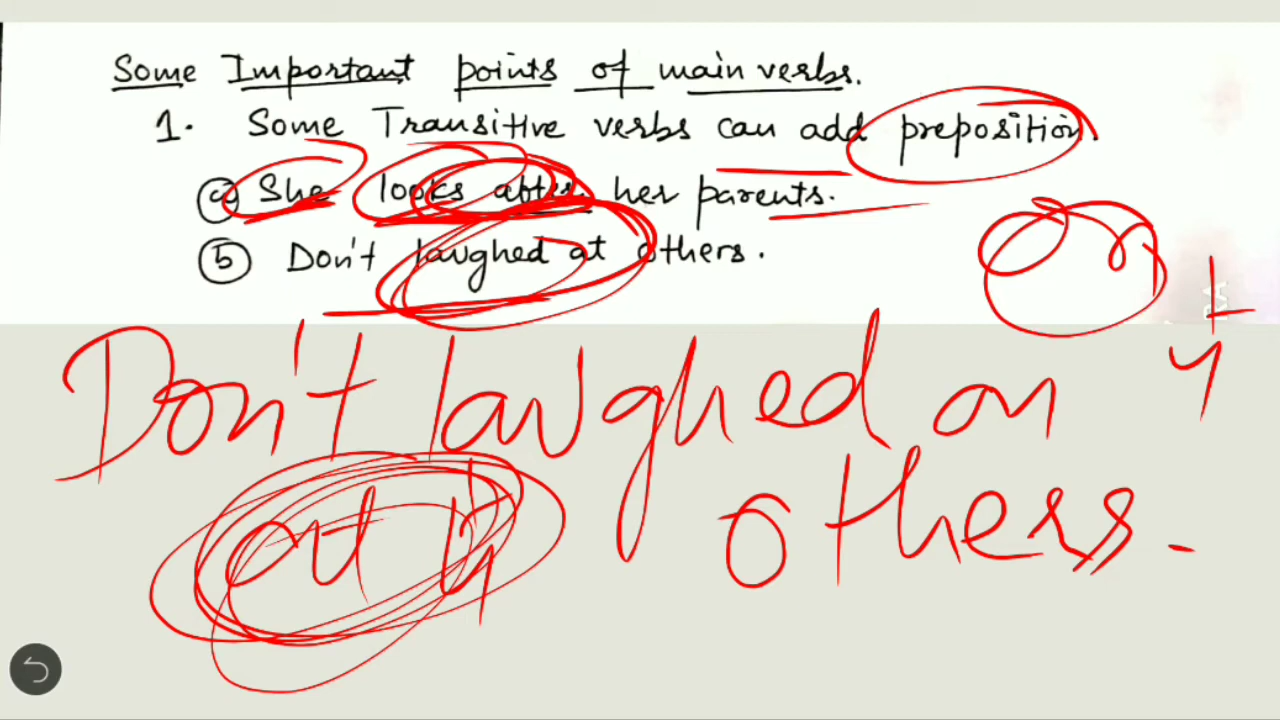 Some Important points of main verbs.
1. Some Transitive verbs can add preposition.
a She looks after her parents.
b Don't laughed at others.
Don't laughed on
others.